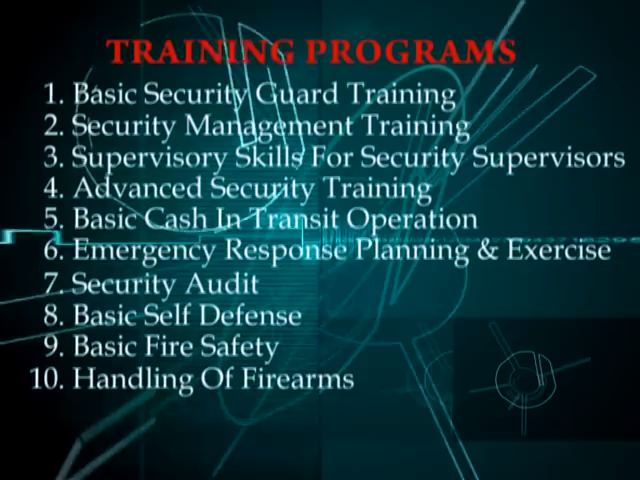 TRAINING PROGRAMS
1. Basic Security Guard Training
2. Security Management Training
3. Supervisory Skills For Security Supervisors
4. Advanced Security Training
5. Basic Cash In Transit Operation
6. Emergency Response Planning & Exercise
7. Security Audit
8. Basic Self Defense
9. Basic Fire Safety
10. Handling Of Firearms